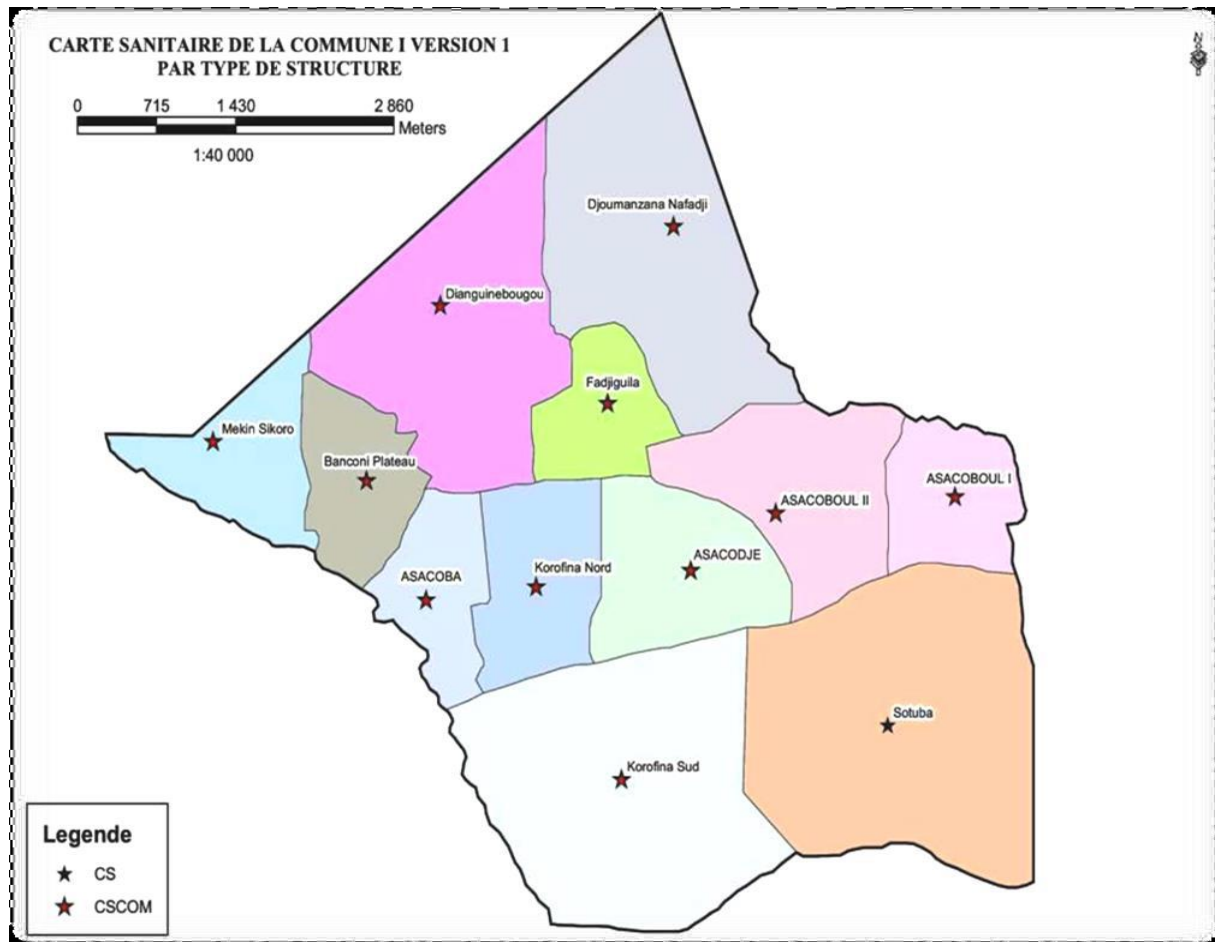 CARTE SANITAIRE DE LA COMMUNE I VERSION 1
PAR TYPE DE STRUCTURE
0 715 1 430 2 860
Meters
1:40 000
N
Djoumanzana Nafadji
Dianguinebougou
Fadjiguila
Mekin Sikoro
Banconi Plateau
ASACOBOUL I
ASACOBOUL II
ASACODJE
Korofina Nord
ASACOBA
Sotuba
Korofina Sud
Legende
CS
CSCOM